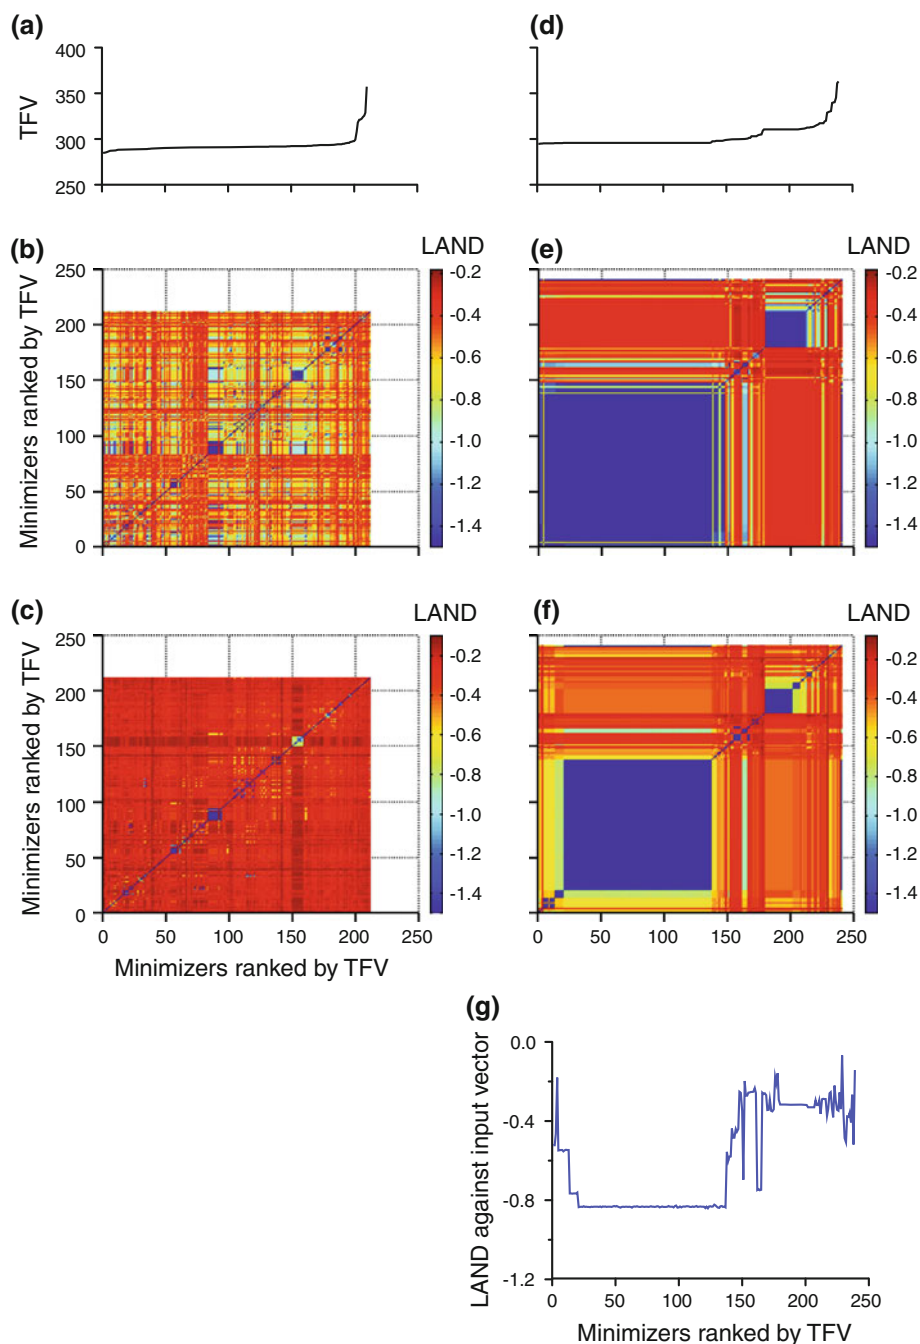 (a)
(d)
400
350
300
250
TFV
(b)
LAND
(e)
LAND
250
200
150
100
50
0
Minimizers ranked by TFV
-0.2
-0.4
-0.6
-0.8
-1.0
-1.2
-1.4
-0.2
-0.4
-0.6
-0.8
-1.0
-1.2
-1.4
(c)
LAND
(f)
LAND
250
200
150
100
50
0
Minimizers ranked by TFV
-0.2
-0.4
-0.6
-0.8
-1.0
-1.2
-1.4
-0.2
-0.4
-0.6
-0.8
-1.0
-1.2
-1.4
0 50 100 150 200 250
0 50 100 150 200 250
Minimizers ranked by TFV
(g)
0.0
-0.4
-0.8
-1.2
LAND against input vector
0 50 100 150 200 250
Minimizers ranked by TFV